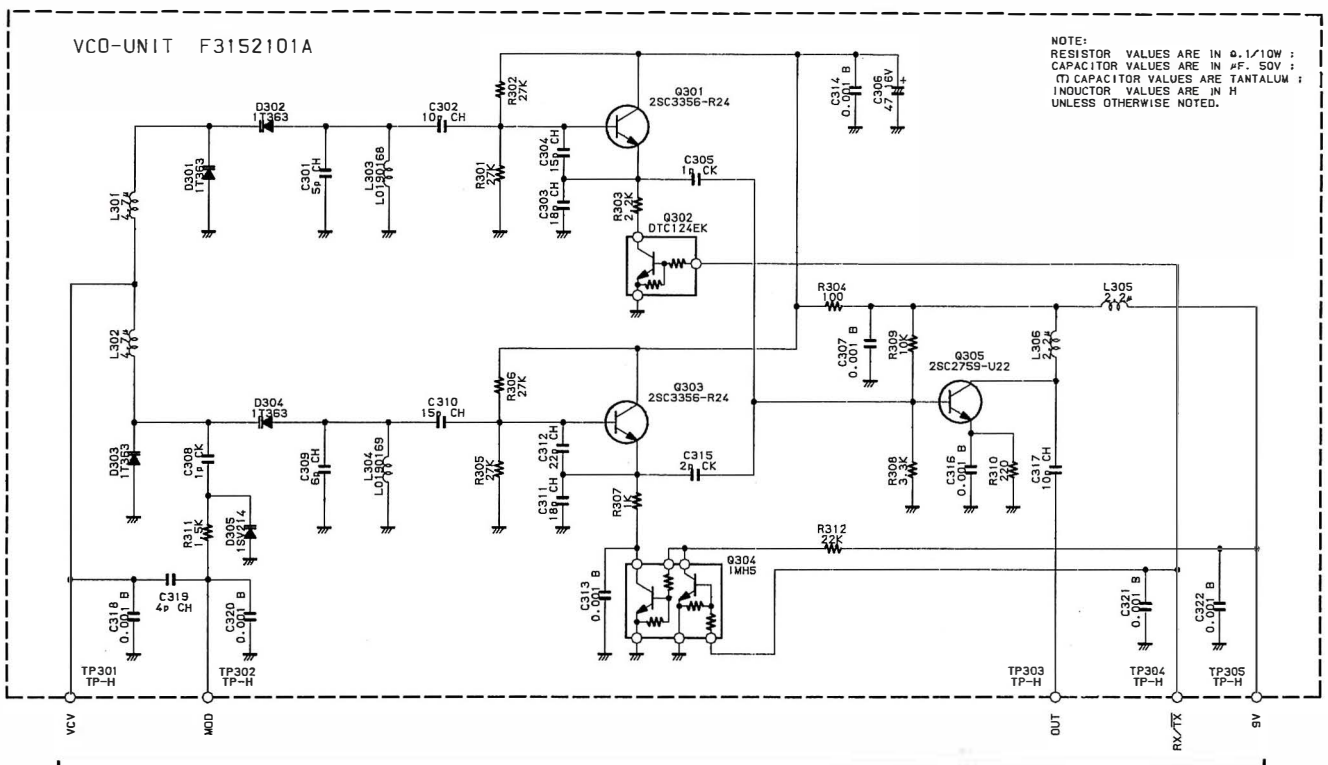 VCO-UNIT F3152101A
NOTE:
RESISTOR VALUES ARE IN Ω.1/10W ;
CAPACITOR VALUES ARE IN μF. 50V ;
(T) CAPACITOR VALUES ARE TANTALUM ;
INDUCTOR VALUES ARE IN H
UNLESS OTHERWISE NOTED.
D302
1T363
C302
10p CH
R302
27K
Q301
2SC3356-R24
C314
0.001 B
C306
47 16V
+
D301
1T363
C301
5p CH
L303
L0190168
R301
27K
C304
15p CH
C303
18p CH
C305
1p CK
L301
4.7μ
R303
2.2K
Q302
DTC124EK
L302
4.7μ
R304
100
L305
2.2μ
C307
0.001 B
R309
10K
L306
2.2μ
Q305
2SC2759-U22
R306
27K
Q303
2SC3356-R24
D304
1T363
C310
15p CH
D303
1T363
C308
1p CK
C309
6p CH
L304
L0190169
R305
27K
C312
22p CH
C311
18p CH
C315
2p CK
R308
3.3K
C316
0.001 B
R310
220
C317
10p CH
R311
1.5K
D305
1SV214
R307
1K
R312
22K
Q304
IMH5
C313
0.001 B
C318
0.001 B
C319
4p CH
C320
0.001 B
C321
0.001 B
C322
0.001 B
TP301
TP-H
TP302
TP-H
TP303
TP-H
TP304
TP-H
TP305
TP-H
VCV
MOD
OUT
RX/TX
9V